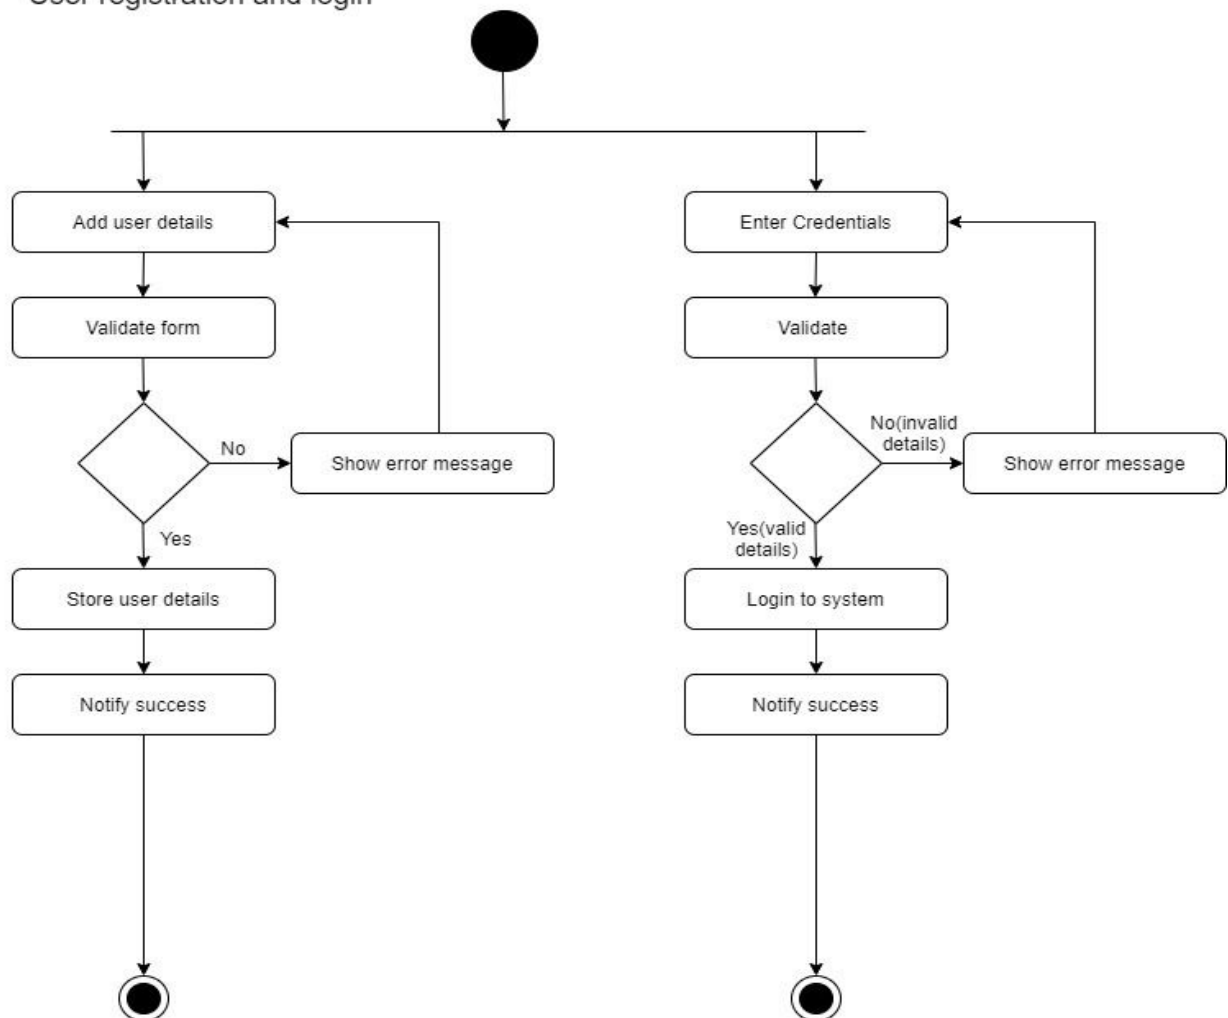 User registration and login
Add user details
Enter Credentials
Validate form
Validate
No
No(invalid
details)
Show error message
Show error message
Yes
Yes(valid
details)
Store user details
Login to system
Notify success
Notify success